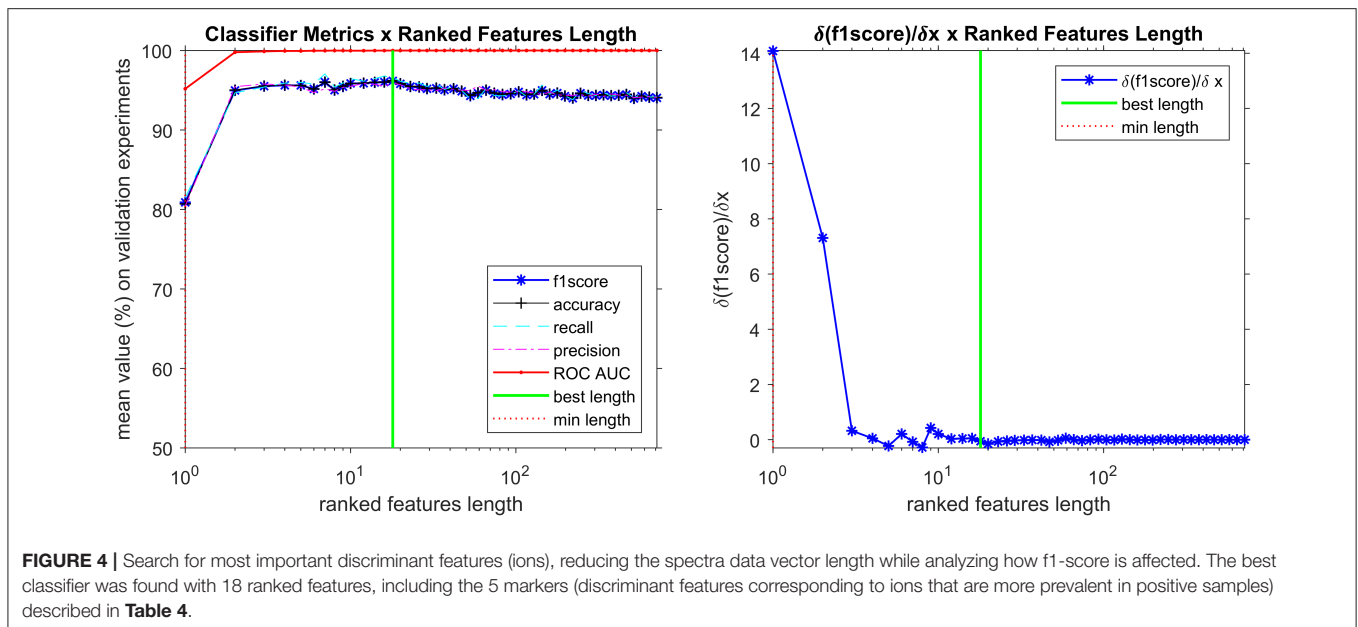 Classifier Metrics x Ranked Features Length
100
90
80
70
60
50
mean value (%) on validation experiments
f1score
accuracy
recall
precision
ROC AUC
best length
min length
10^0
10^1
10^2
ranked features length
δ(f1score)/δx x Ranked Features Length
14
12
10
8
6
4
2
0
δ(f1score)/δx
δ(f1score)/δ x
best length
min length
10^0
10^1
10^2
ranked features length
FIGURE 4 | Search for most important discriminant features (ions), reducing the spectra data vector length while analyzing how f1-score is affected. The best
classifier was found with 18 ranked features, including the 5 markers (discriminant features corresponding to ions that are more prevalent in positive samples)
described in Table 4.